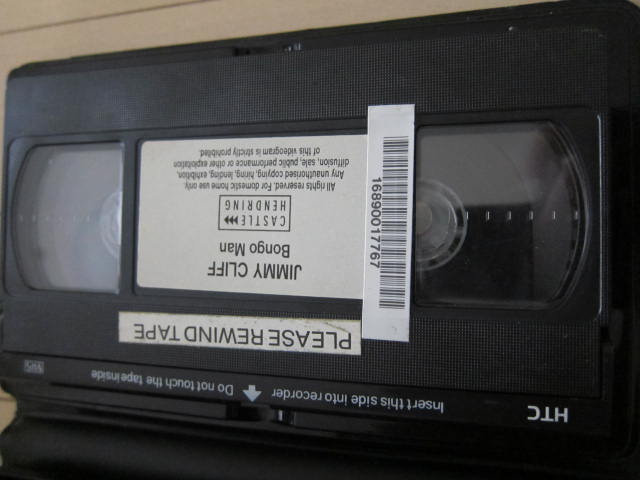 HTC
Insert this side into recorder
Do not touch the tape inside
VHS
PLEASE REWIND TAPE
JIMMY CLIFF
Bongo Man
CASTLE
HENDRING
All rights reserved. For domestic home use only.
Any unauthorised copying, hiring, lending, exhibition,
diffusion, sale, public performance or other exploitation
of this videogram is strictly prohibited.
16890017767